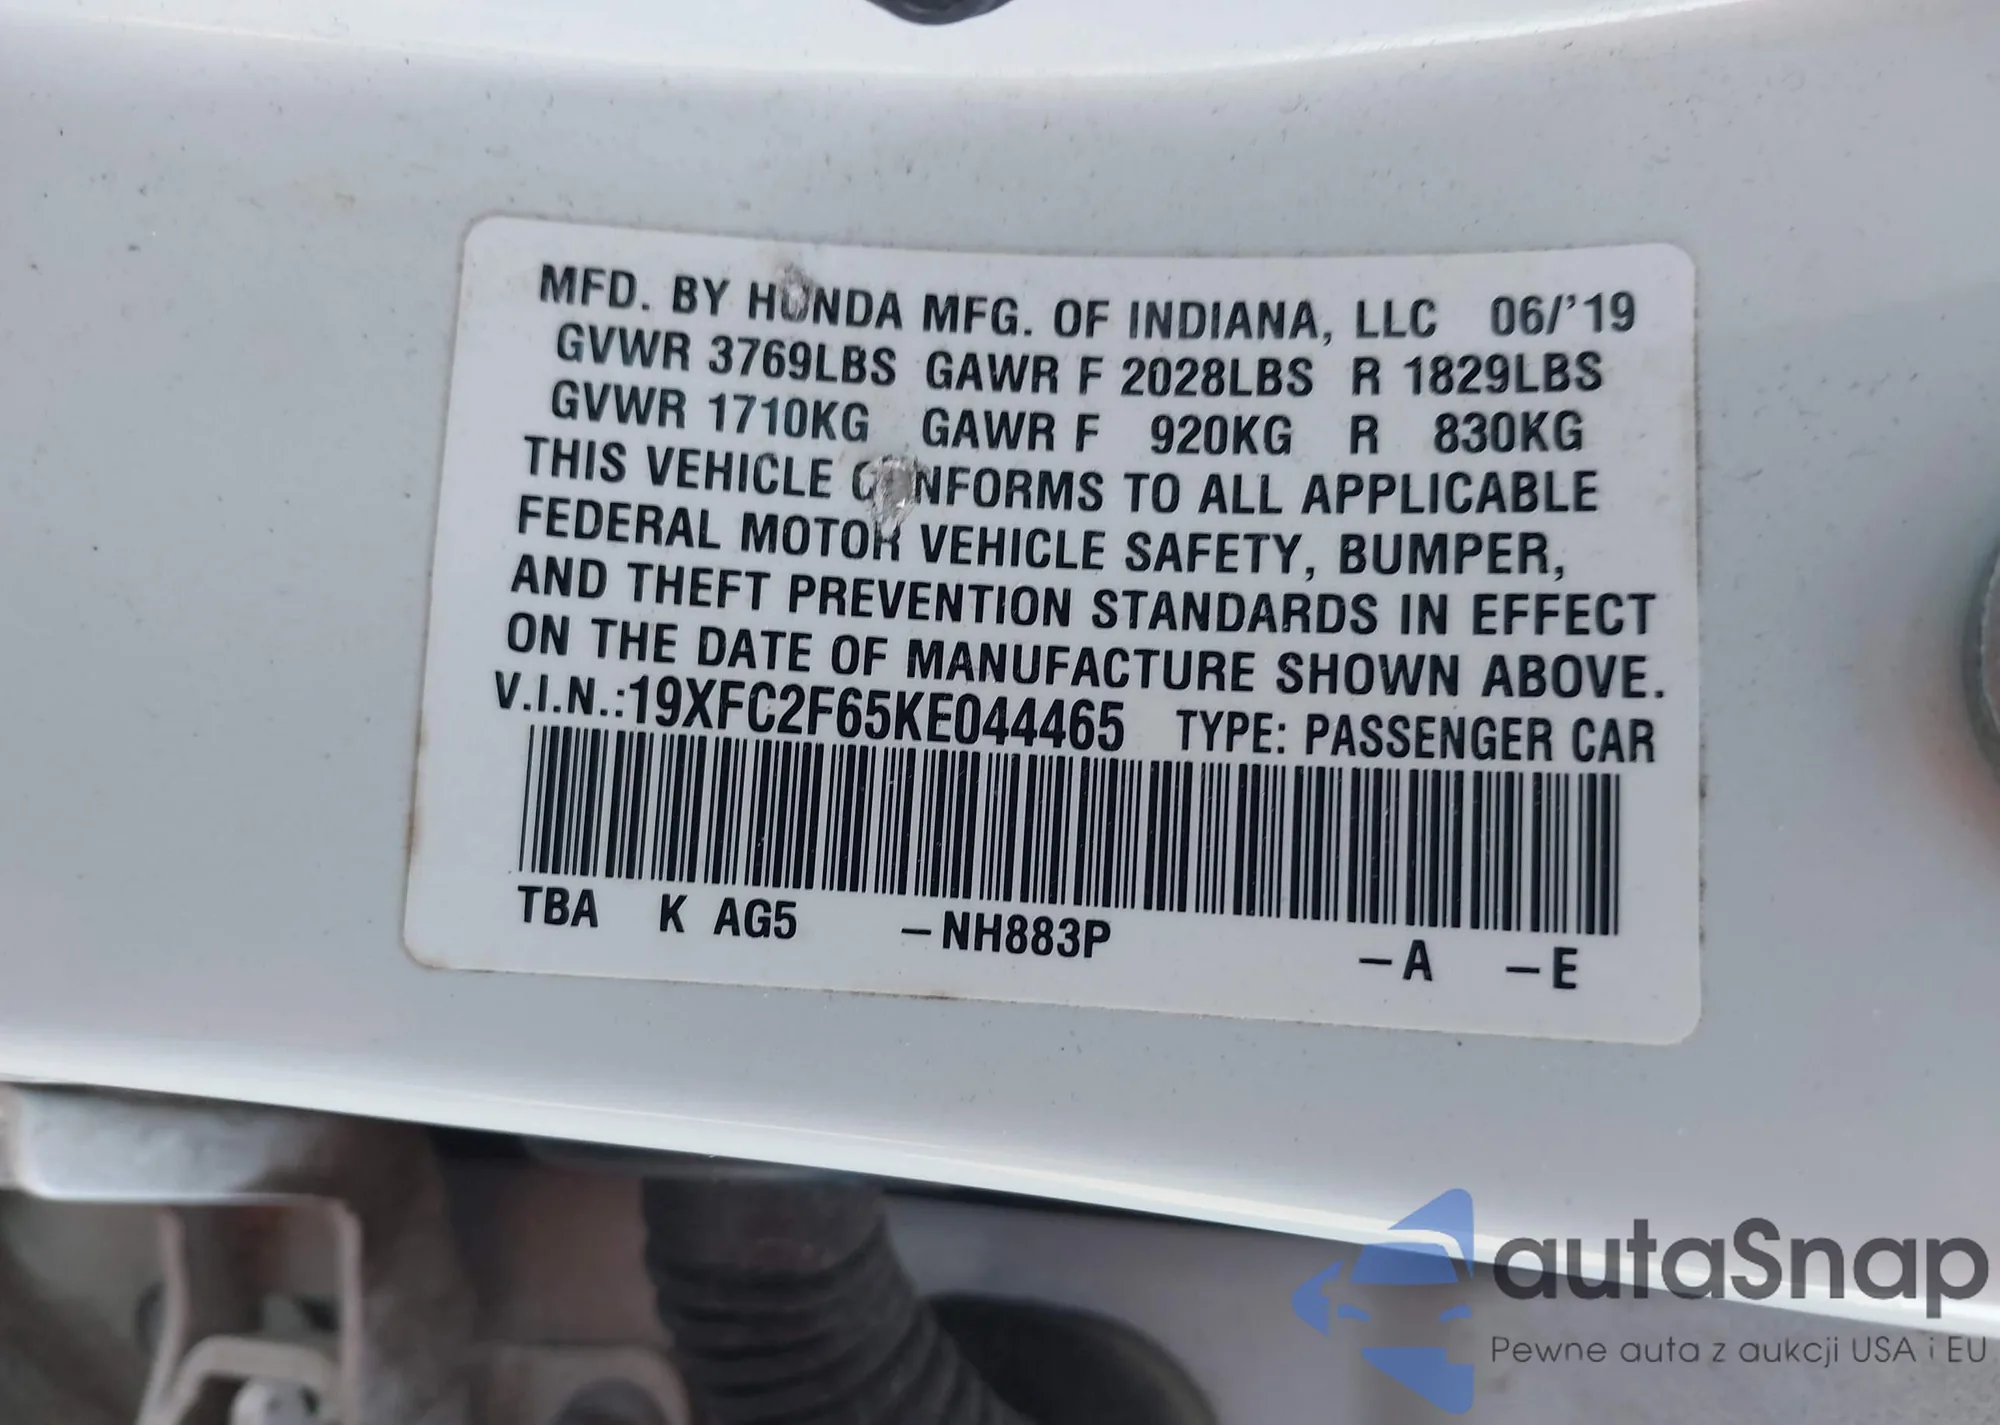 MFD. BY HONDA MFG. OF INDIANA, LLC 06/'19
GVWR 3769LBS GAWR F 2028LBS R 1829LBS
GVWR 1710KG GAWR F 920KG R 830KG
THIS VEHICLE CONFORMS TO ALL APPLICABLE
FEDERAL MOTOR VEHICLE SAFETY, BUMPER,
AND THEFT PREVENTION STANDARDS IN EFFECT
ON THE DATE OF MANUFACTURE SHOWN ABOVE.
V.I.N.:19XFC2F65KE044465 TYPE: PASSENGER CAR
TBA K AG5 –NH883P –A –E
autaSnap
Pewne auta z aukcji USA i EU